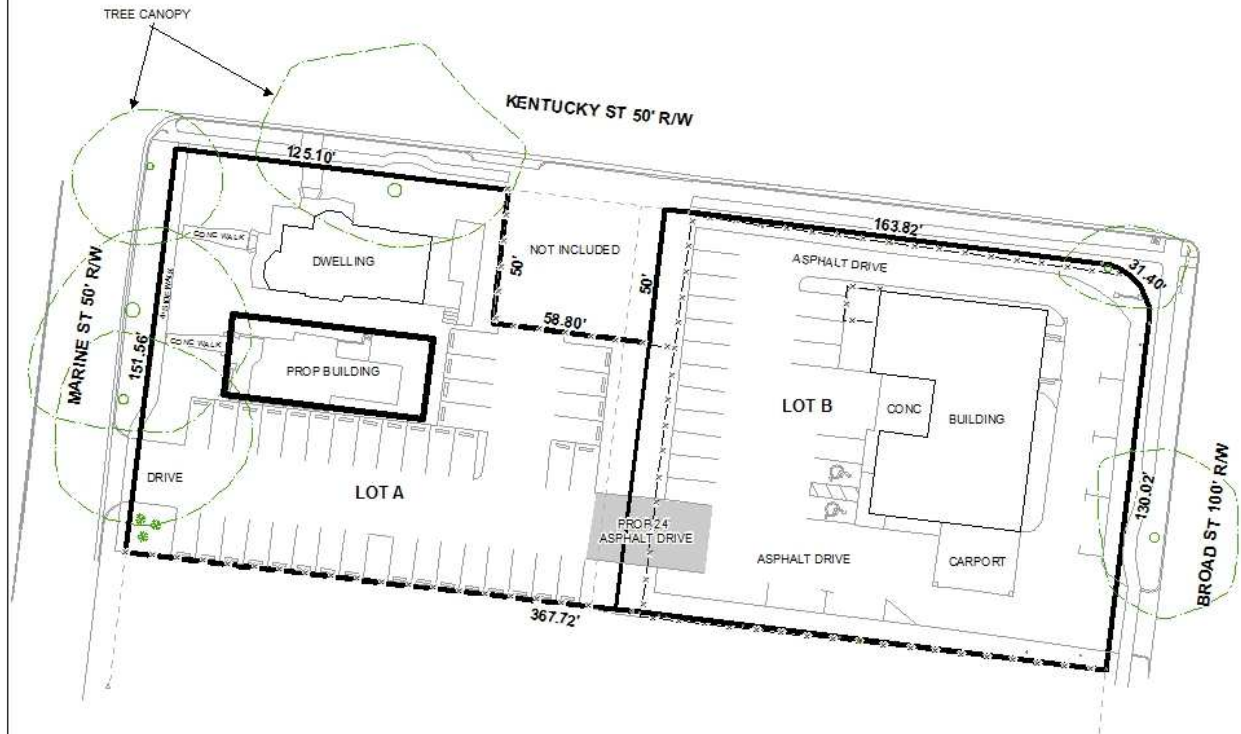 TREE CANOPY
KENTUCKY ST 50' R/W
125.10'
163.82'
31.40'
CONC WALK
DWELLING
NOT INCLUDED
ASPHALT DRIVE
50'
50'
MARINE ST 50' R/W
4' SIDEWALK
58.80'
CONC WALK
151.56'
PROP BUILDING
LOT B
CONC
BUILDING
DRIVE
LOT A
130.02'
BROAD ST 100' R/W
PROP 24
ASPHALT DRIVE
ASPHALT DRIVE
CARPORT
367.72'